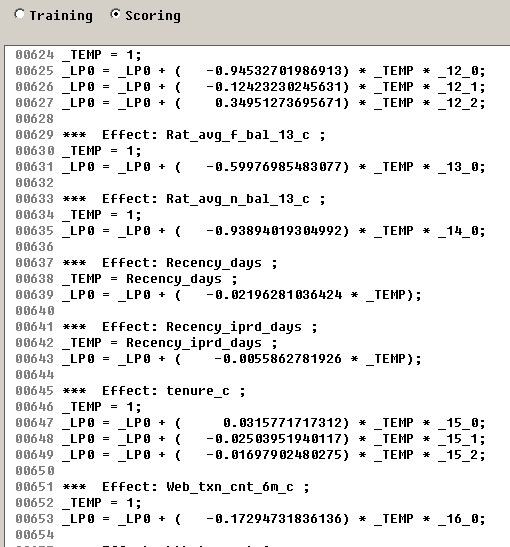 Training Scoring
00624 _TEMP = 1;
00625 _LP0 = _LP0 + (   -0.94532701986913) * _TEMP * _12_0;
00626 _LP0 = _LP0 + (   -0.12423230245631) * _TEMP * _12_1;
00627 _LP0 = _LP0 + (    0.34951273695671) * _TEMP * _12_2;
00628
00629 ***  Effect: Rat_avg_f_bal_13_c ;
00630 _TEMP = 1;
00631 _LP0 = _LP0 + (   -0.59976985483077) * _TEMP * _13_0;
00632
00633 ***  Effect: Rat_avg_n_bal_13_c ;
00634 _TEMP = 1;
00635 _LP0 = _LP0 + (   -0.93894019304992) * _TEMP * _14_0;
00636
00637 ***  Effect: Recency_days ;
00638 _TEMP = Recency_days ;
00639 _LP0 = _LP0 + (   -0.02196281036424 * _TEMP);
00640
00641 ***  Effect: Recency_iprd_days ;
00642 _TEMP = Recency_iprd_days ;
00643 _LP0 = _LP0 + (    -0.0055862781926 * _TEMP);
00644
00645 ***  Effect: tenure_c ;
00646 _TEMP = 1;
00647 _LP0 = _LP0 + (     0.0315771717312) * _TEMP * _15_0;
00648 _LP0 = _LP0 + (   -0.02503951940117) * _TEMP * _15_1;
00649 _LP0 = _LP0 + (   -0.01697902480275) * _TEMP * _15_2;
00650
00651 ***  Effect: Web_txn_cnt_6m_c ;
00652 _TEMP = 1;
00653 _LP0 = _LP0 + (   -0.17294731836136) * _TEMP * _16_0;
00654